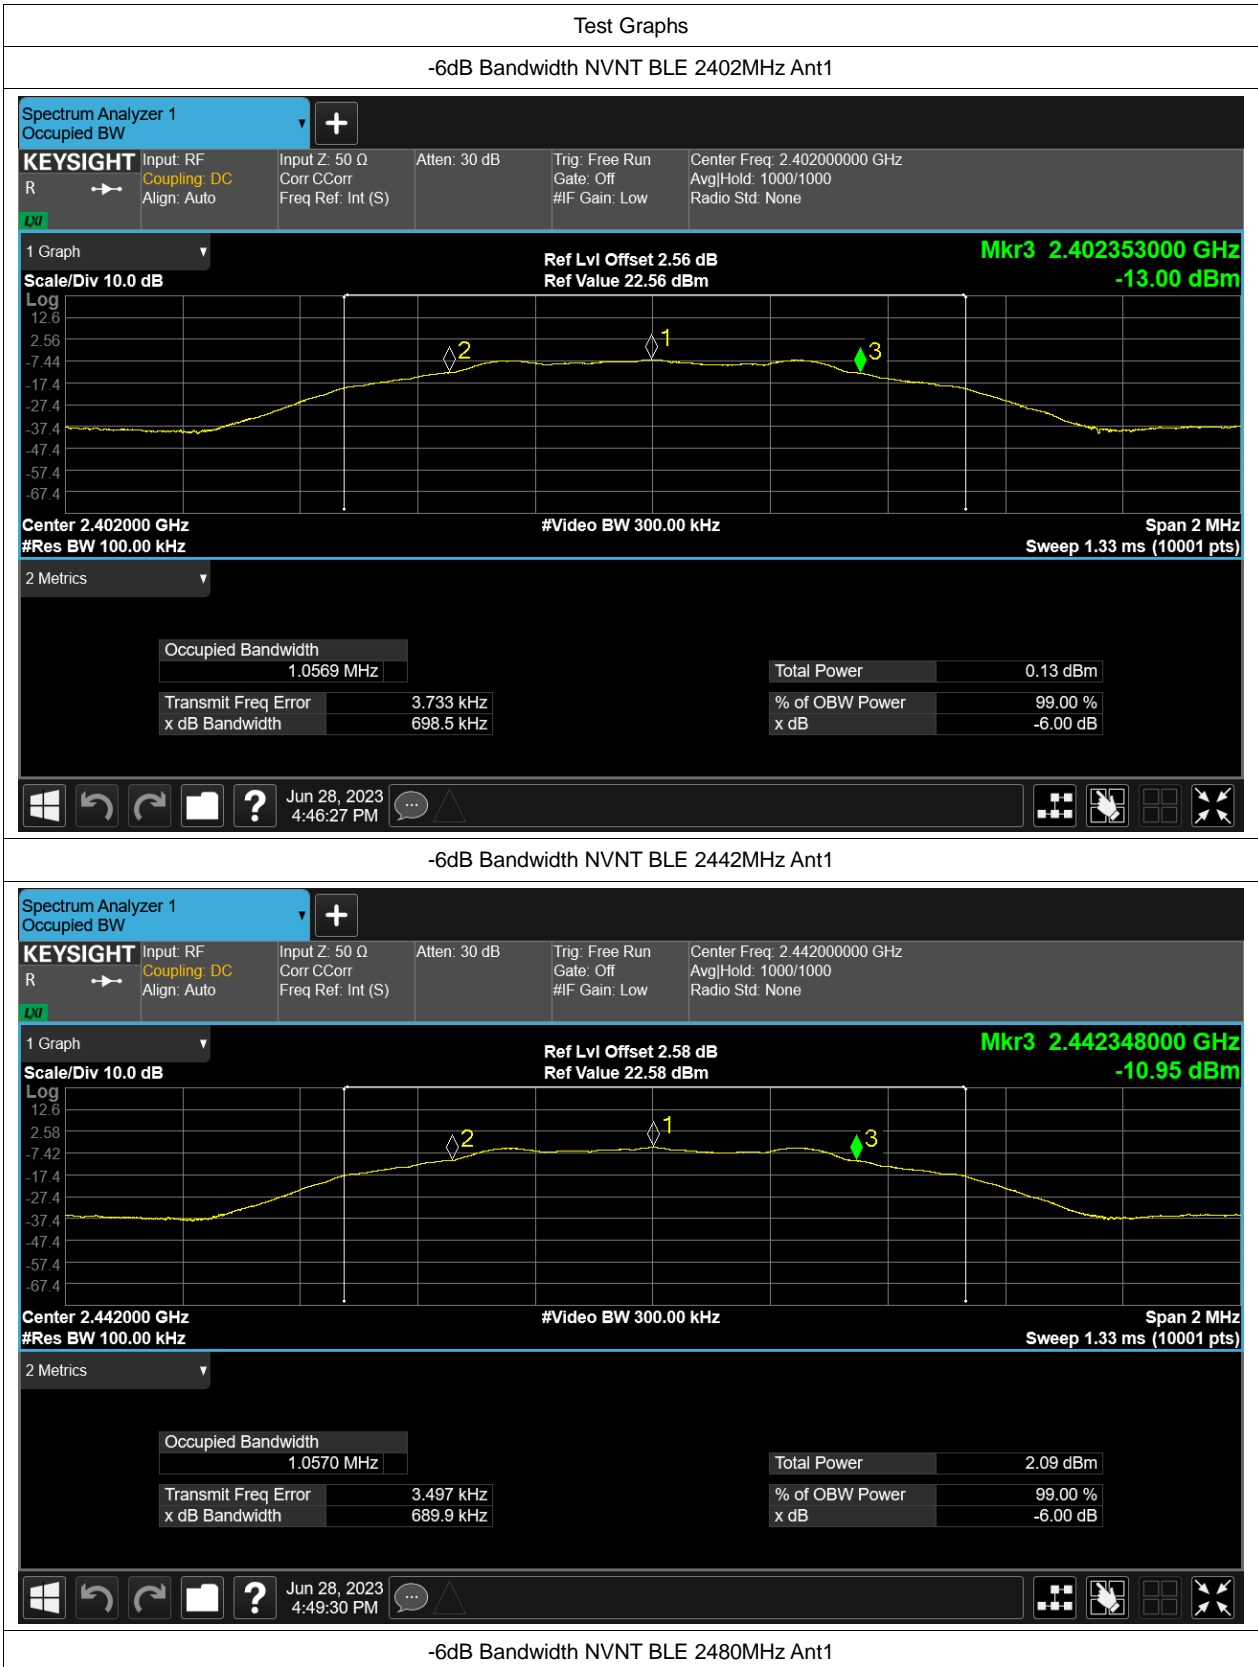 Test Graphs
-6dB Bandwidth NVNT BLE 2402MHz Ant1
Spectrum Analyzer 1
Occupied BW
KEYSIGHT Input: RF Input Z: 50 Ω Atten: 30 dB Trig: Free Run Center Freq: 2.402000000 GHz
R Coupling: DC Corr CCorr Gate: Off Avg|Hold: 1000/1000
Align: Auto Freq Ref: Int (S) #IF Gain: Low Radio Std: None
LXI
1 Graph Ref Lvl Offset 2.56 dB Mkr3 2.402353000 GHz
Scale/Div 10.0 dB Ref Value 22.56 dBm -13.00 dBm
Log
12.6
2.56
-7.44
-17.4
-27.4
-37.4
-47.4
-57.4
-67.4
2 1 3
Center 2.402000 GHz #Video BW 300.00 kHz Span 2 MHz
#Res BW 100.00 kHz Sweep 1.33 ms (10001 pts)
2 Metrics
Occupied Bandwidth
1.0569 MHz Total Power 0.13 dBm
Transmit Freq Error 3.733 kHz % of OBW Power 99.00 %
x dB Bandwidth 698.5 kHz x dB -6.00 dB
? Jun 28, 2023
4:46:27 PM
-6dB Bandwidth NVNT BLE 2442MHz Ant1
Spectrum Analyzer 1
Occupied BW
KEYSIGHT Input: RF Input Z: 50 Ω Atten: 30 dB Trig: Free Run Center Freq: 2.442000000 GHz
R Coupling: DC Corr CCorr Gate: Off Avg|Hold: 1000/1000
Align: Auto Freq Ref: Int (S) #IF Gain: Low Radio Std: None
LXI
1 Graph Ref Lvl Offset 2.58 dB Mkr3 2.442348000 GHz
Scale/Div 10.0 dB Ref Value 22.58 dBm -10.95 dBm
Log
12.6
2.58
-7.42
-17.4
-27.4
-37.4
-47.4
-57.4
-67.4
2 1 3
Center 2.442000 GHz #Video BW 300.00 kHz Span 2 MHz
#Res BW 100.00 kHz Sweep 1.33 ms (10001 pts)
2 Metrics
Occupied Bandwidth
1.0570 MHz Total Power 2.09 dBm
Transmit Freq Error 3.497 kHz % of OBW Power 99.00 %
x dB Bandwidth 689.9 kHz x dB -6.00 dB
? Jun 28, 2023
4:49:30 PM
-6dB Bandwidth NVNT BLE 2480MHz Ant1